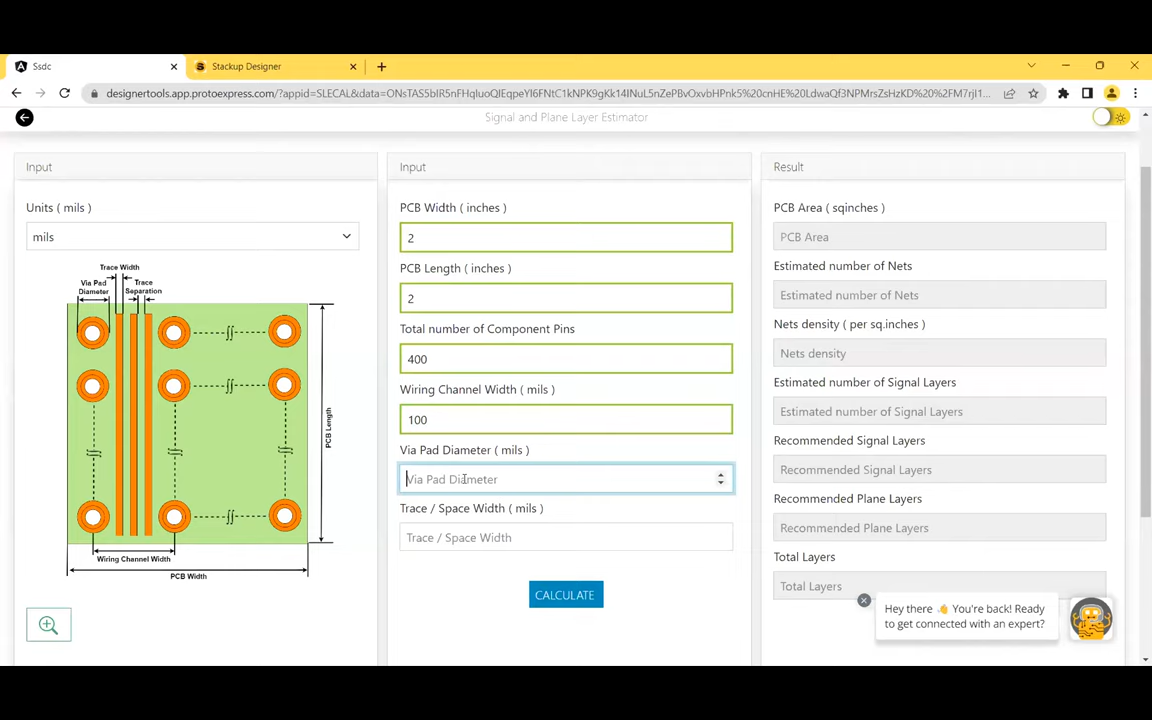 Ssdc
Stackup Designer
designertools.app.protoexpress.com/?appid=SLECAL&data=
Signal and Plane Layer Estimator
Input
Units ( mils )
mils
Trace Width
Via Pad
Diameter
Trace
Separation
PCB Length
Wiring Channel Width
PCB Width
Input
PCB Width ( inches )
2
PCB Length ( inches )
2
Total number of Component Pins
400
Wiring Channel Width ( mils )
100
Via Pad Diameter ( mils )
Via Pad Diameter
Trace / Space Width ( mils )
Trace / Space Width
CALCULATE
Result
PCB Area ( sqinches )
PCB Area
Estimated number of Nets
Estimated number of Nets
Nets density ( per sq.inches )
Nets density
Estimated number of Signal Layers
Estimated number of Signal Layers
Recommended Signal Layers
Recommended Signal Layers
Recommended Plane Layers
Recommended Plane Layers
Total Layers
Total Layers
Hey there 👋 You're back! Ready
to get connected with an expert?